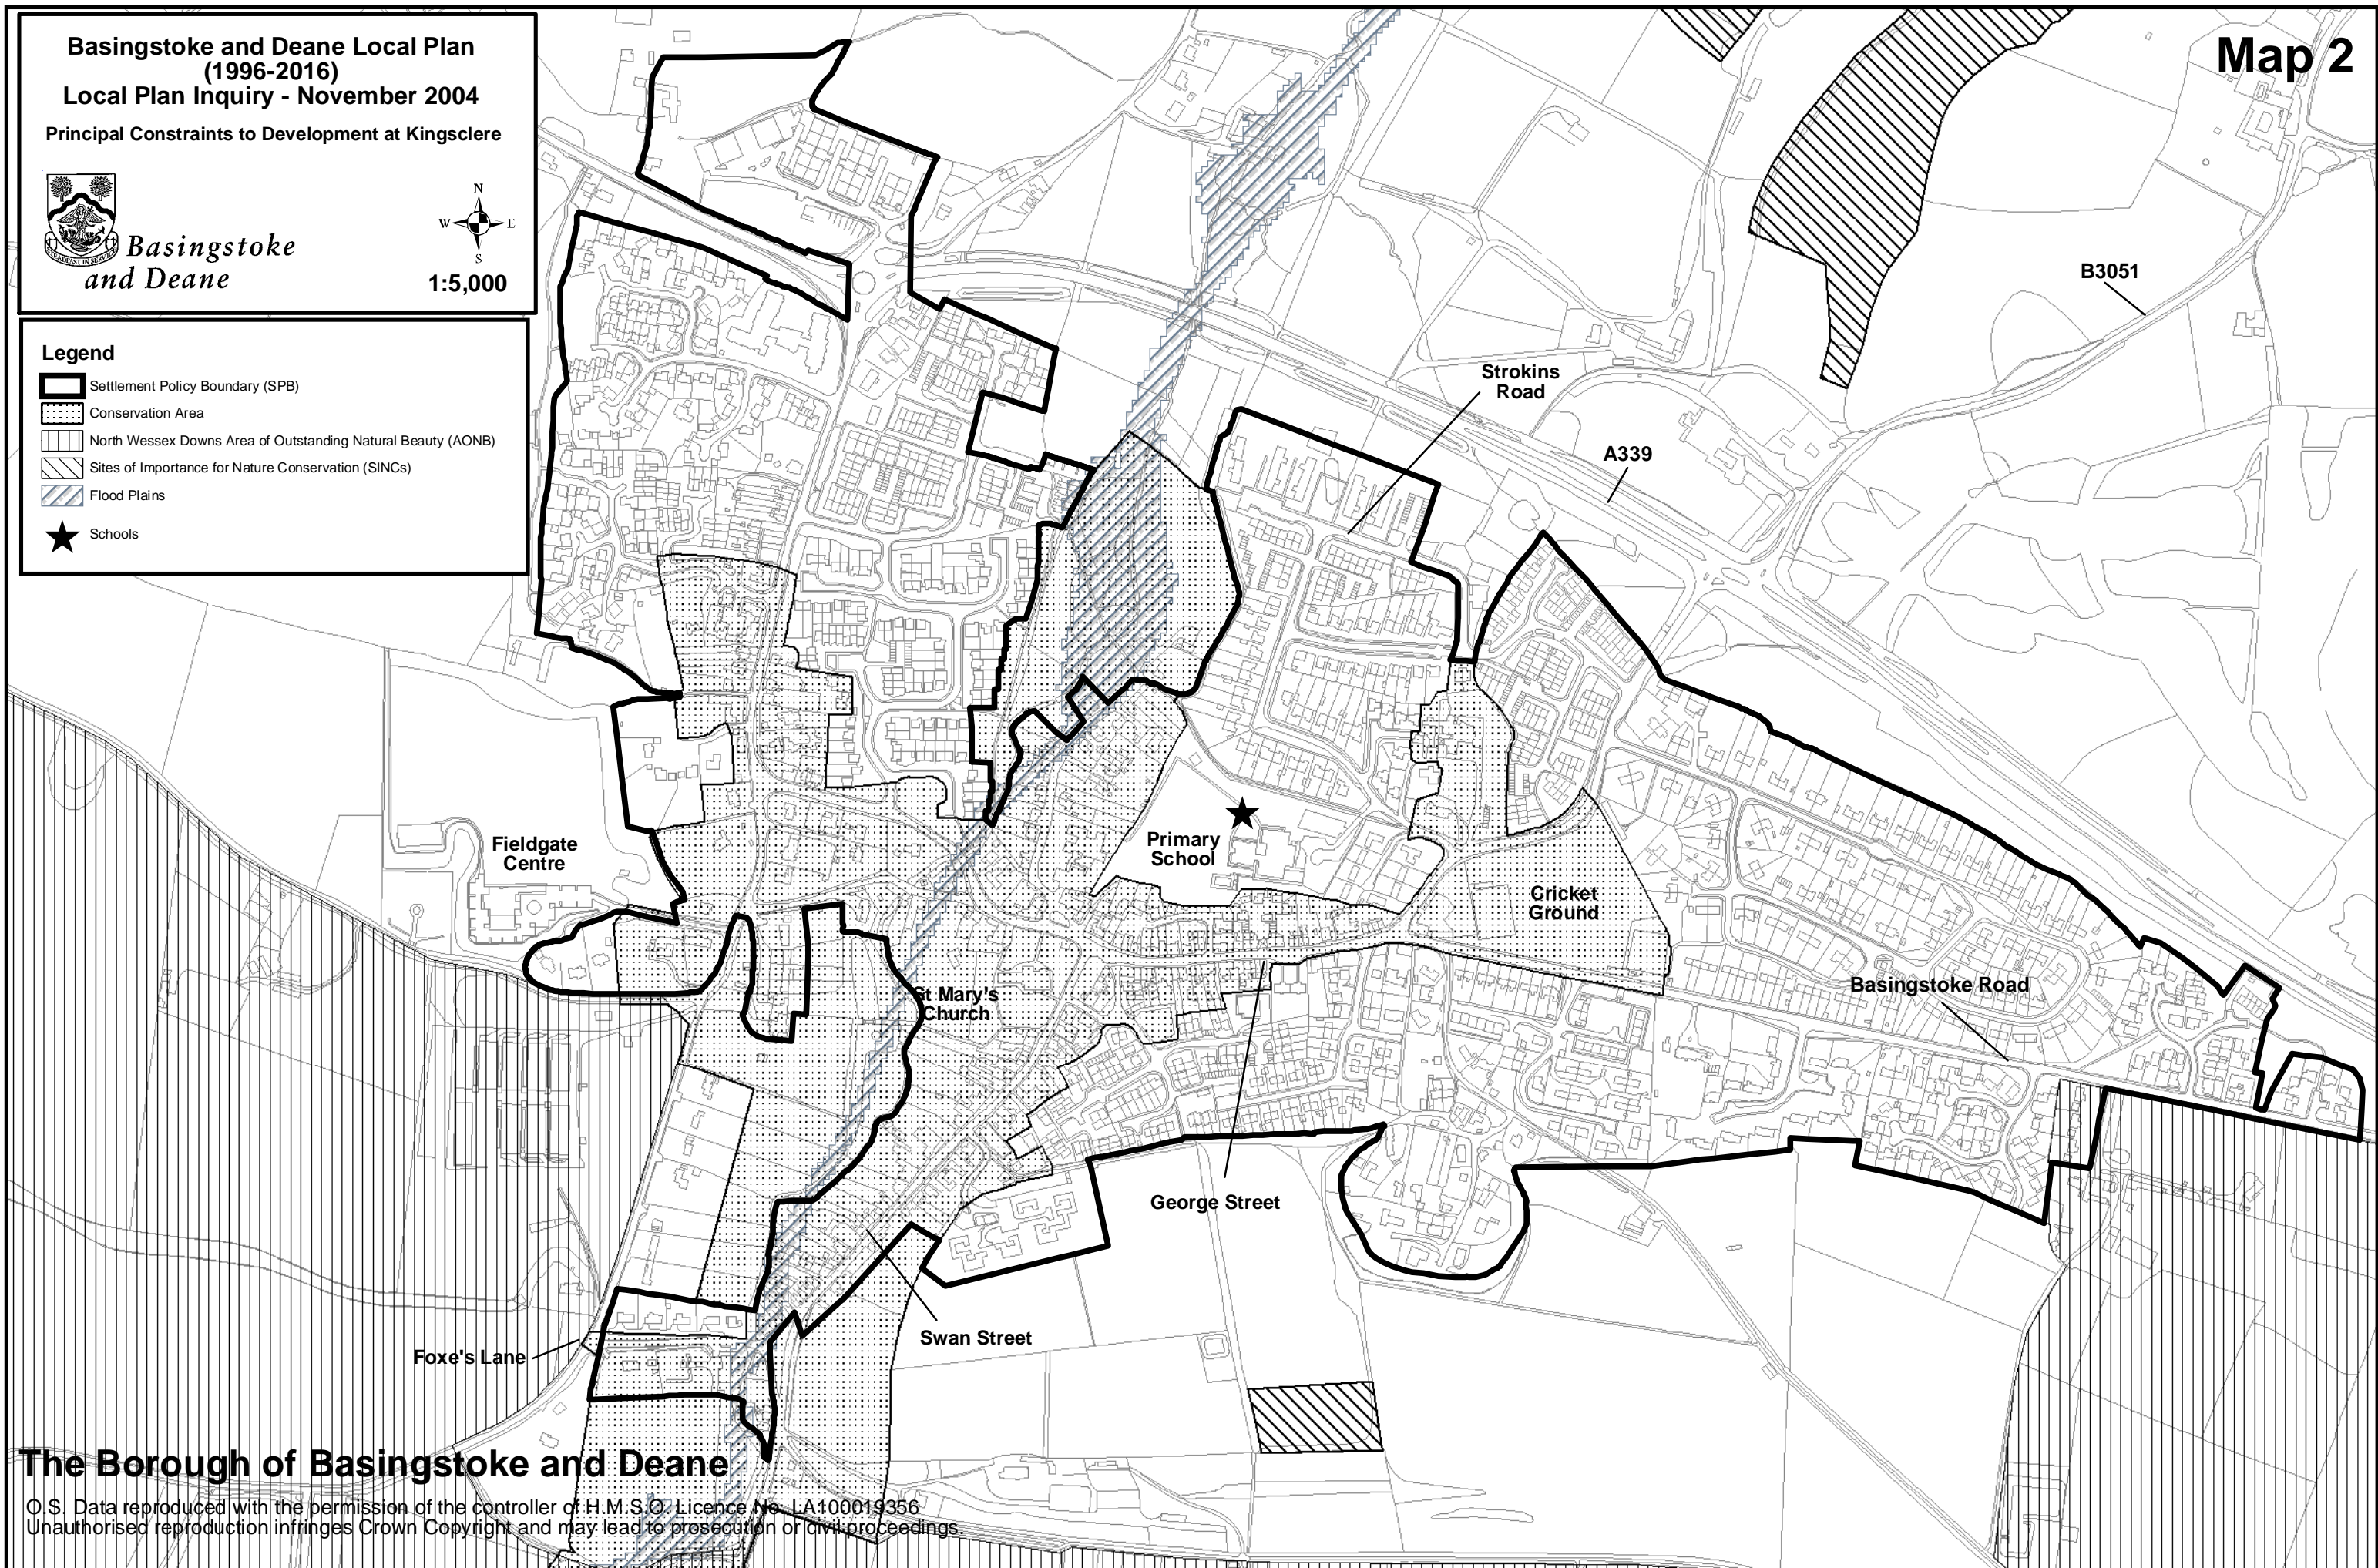 Basingstoke and Deane Local Plan
(1996-2016)
Local Plan Inquiry - November 2004
Principal Constraints to Development at Kingsclere
STEADFAST IN SERVICE
Basingstoke
and Deane
N
W
E
S
1:5,000
Map 2
Legend
Settlement Policy Boundary (SPB)
Conservation Area
North Wessex Downs Area of Outstanding Natural Beauty (AONB)
Sites of Importance for Nature Conservation (SINCs)
Flood Plains
Schools
B3051
Strokins
Road
A339
Fieldgate
Centre
Primary
School
Cricket
Ground
St Mary's
Church
Basingstoke Road
George Street
Swan Street
Foxe's Lane
The Borough of Basingstoke and Deane
O.S. Data reproduced with the permission of the controller of H.M.S.O. Licence No. LA100019356
Unauthorised reproduction infringes Crown Copyright and may lead to prosecution or civil proceedings.